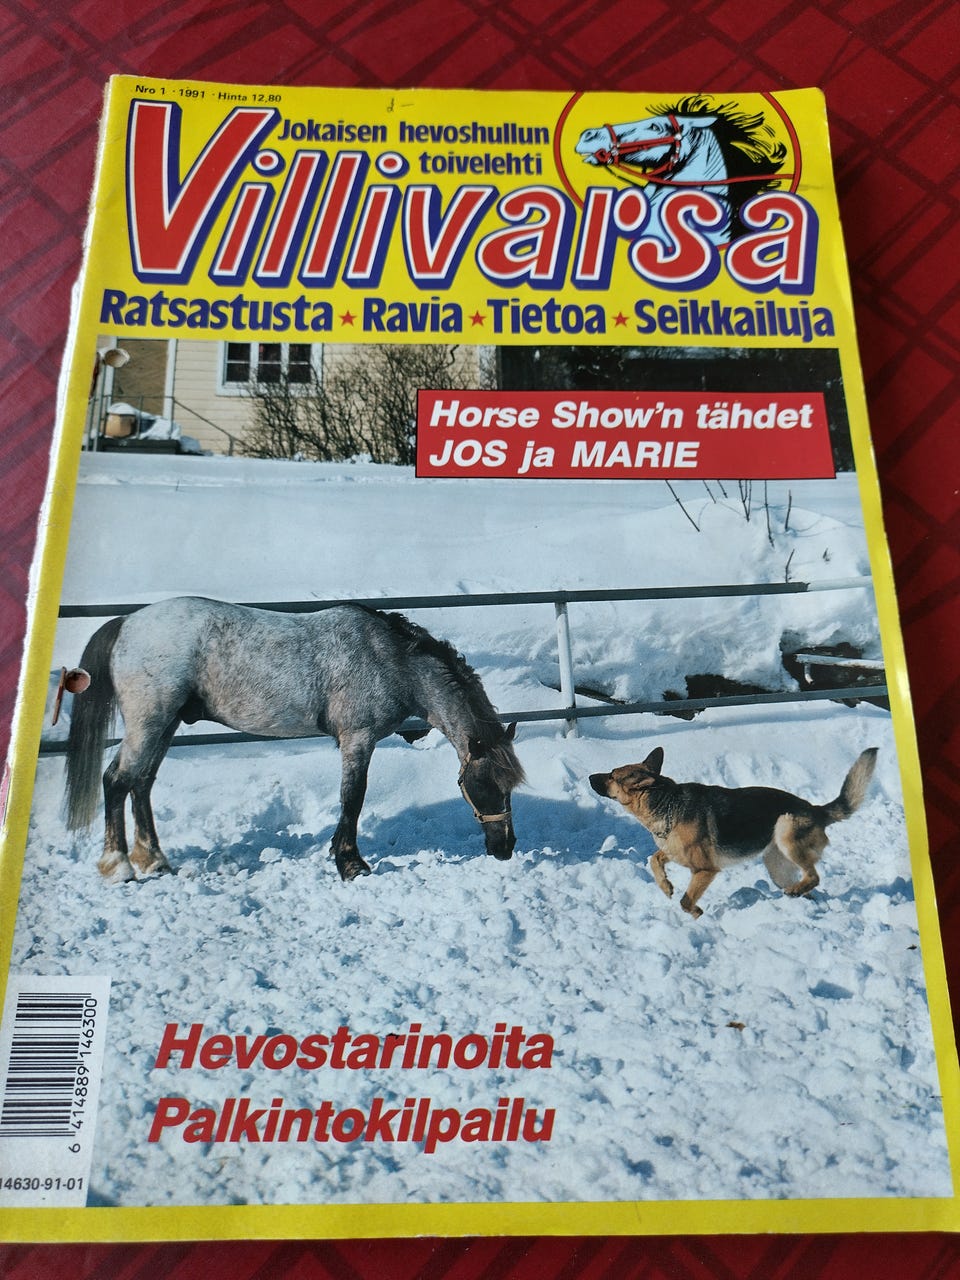 Nro 1 · 1991 · Hinta 12,80
Jokaisen hevoshullun
toivelehti
Villivarsa
Ratsastusta ★ Ravia ★ Tietoa ★ Seikkailuja
Horse Show'n tähdet
JOS ja MARIE
Hevostarinoita
Palkintokilpailu
6 414889 146300
14630-91-01